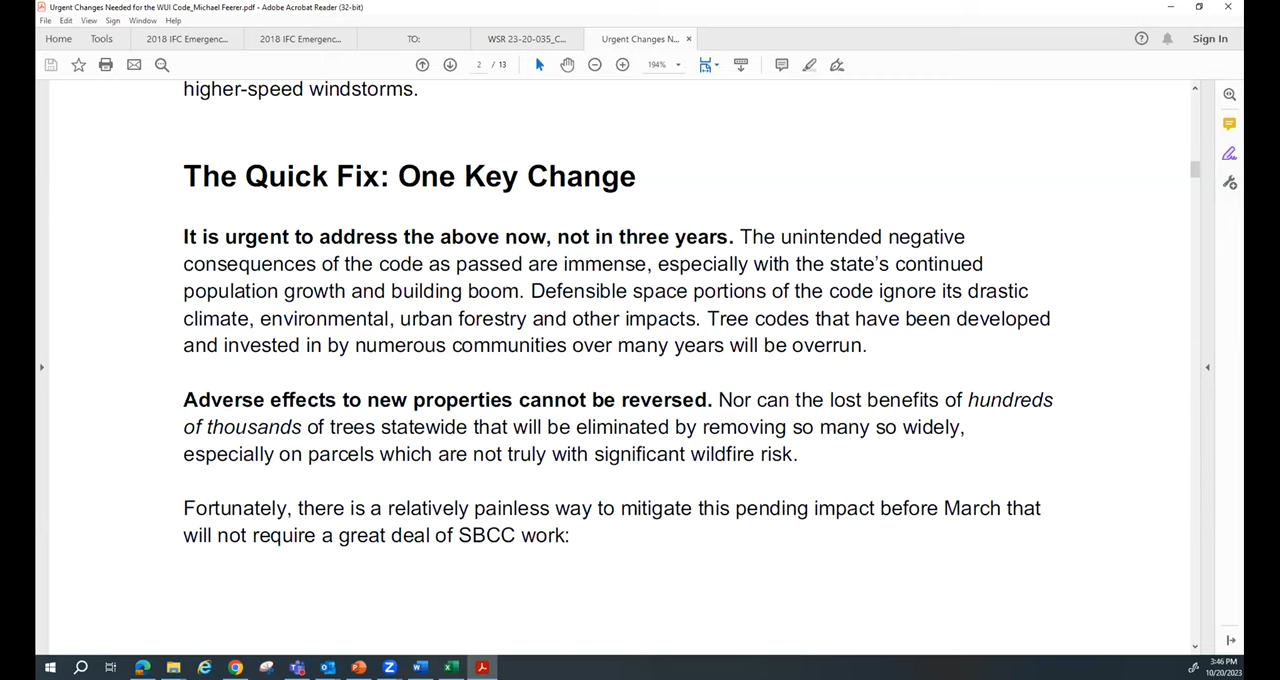 Urgent Changes Needed for the WUI Code_Michael Feerer.pdf - Adobe Acrobat Reader (32-bit)
File Edit View Sign Window Help
Home Tools 2018 IFC Emergenc... 2018 IFC Emergenc... TO: WSR 23-20-035_C... Urgent Changes N... × Sign In
2 / 13 194%
higher-speed windstorms.
The Quick Fix: One Key Change
It is urgent to address the above now, not in three years. The unintended negative
consequences of the code as passed are immense, especially with the state’s continued
population growth and building boom. Defensible space portions of the code ignore its drastic
climate, environmental, urban forestry and other impacts. Tree codes that have been developed
and invested in by numerous communities over many years will be overrun.
Adverse effects to new properties cannot be reversed. Nor can the lost benefits of hundreds
of thousands of trees statewide that will be eliminated by removing so many so widely,
especially on parcels which are not truly with significant wildfire risk.
Fortunately, there is a relatively painless way to mitigate this pending impact before March that
will not require a great deal of SBCC work:
3:46 PM
10/20/2023